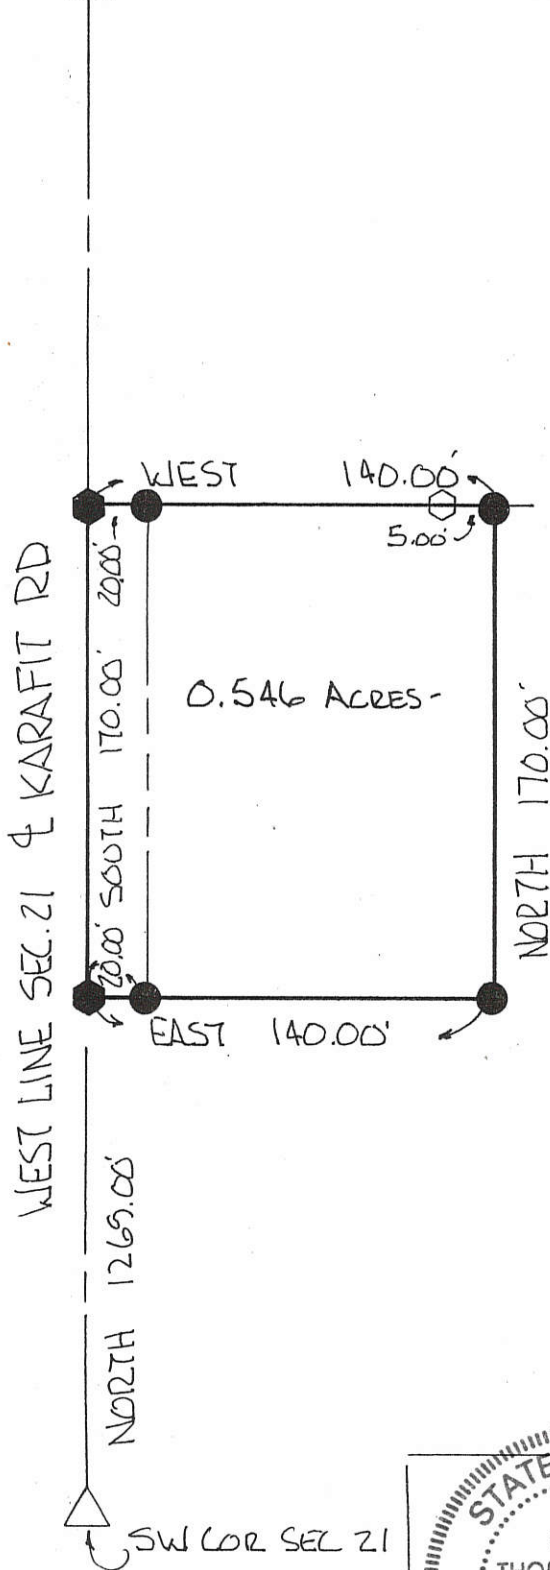 WEST 140.00'
5.00'
20.00'
0.546 ACRES-
SOUTH 170.00'
NORTH 170.00'
WEST LINE SEC. 21 ℄ KARAFIT RD
20.00'
EAST 140.00'
NORTH 1265.00'
SW COR SEC 21
STATE
THO